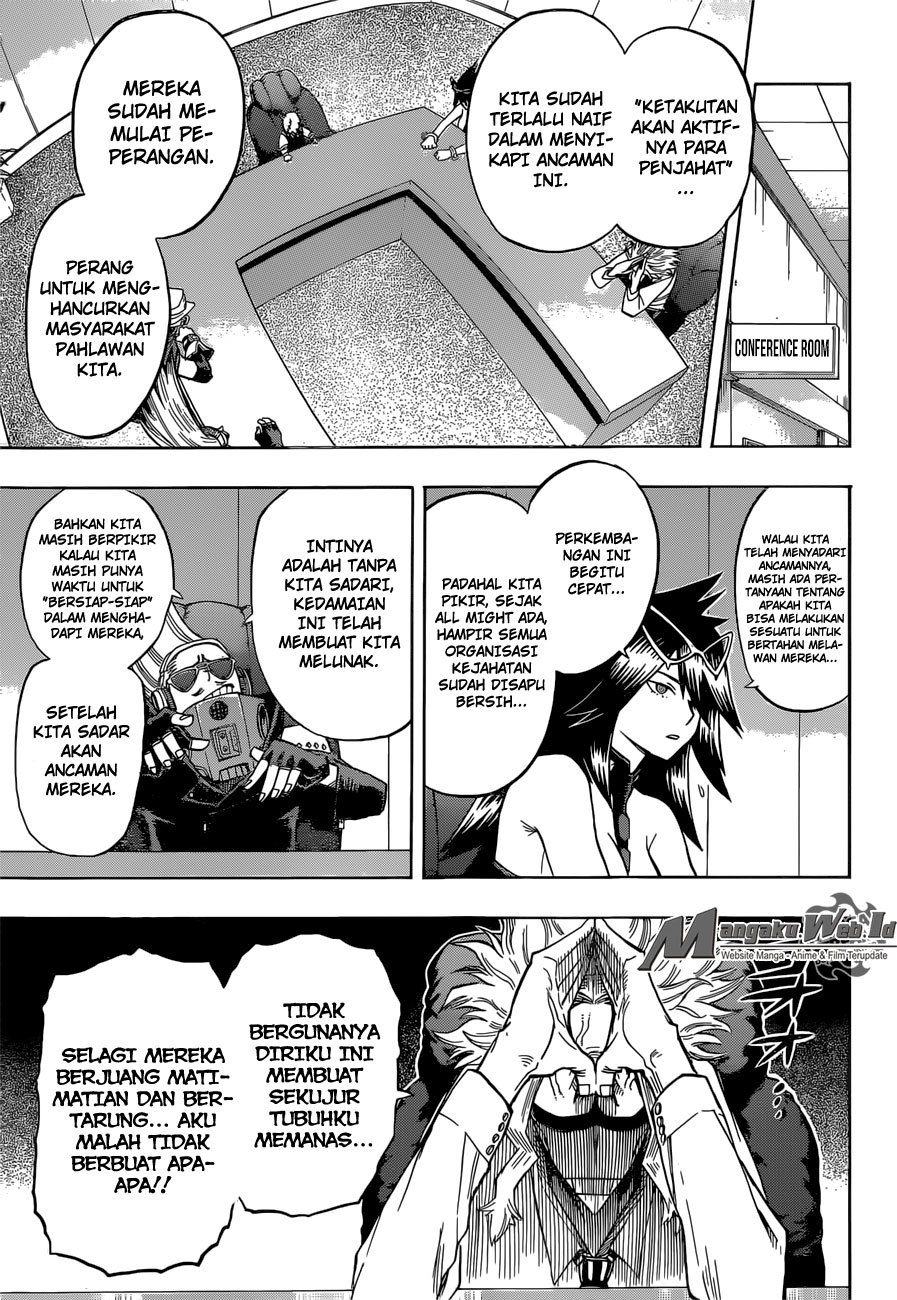 "KETAKUTAN
AKAN AKTIF-
NYA PARA
PENJAHAT"
...
KITA SUDAH
TERLALU NAIF
DALAM MENYI-
KAPI ANCAMAN
INI.
MEREKA
SUDAH ME-
MULAI PE-
PERANGAN.
PERANG
UNTUK MENG-
HANCURKAN
MASYARAKAT
PAHLAWAN
KITA.
CONFERENCE ROOM
WALAU KITA
TELAH MENYADARI
ANCAMANNYA,
MASIH ADA PER-
TANYAAN TENTANG
APAKAH KITA
BISA MELAKUKAN
SESUATU UNTUK
BERTAHAN MELA-
WAN MEREKA...
PERKEMBA-
NGAN INI
BEGITU
CEPAT...
PADAHAL KITA
PIKIR, SEJAK
ALL MIGHT ADA,
HAMPIR SEMUA
ORGANISASI
KEJAHATAN
SUDAH DISAPU
BERSIH...
INTINYA
ADALAH TANPA
KITA SADARI,
KEDAMAIAN
INI TELAH
MEMBUAT KITA
MELUNAK.
BAHKAN KITA
MASIH BERPIKIR
KALAU KITA
MASIH PUNYA
WAKTU UNTUK
"BERSIAP-SIAP"
DALAM MENGHA-
DAPI MEREKA,
SETELAH
KITA SADAR
AKAN
ANCAMAN
MEREKA.
Mangaku.Web.Id
Website Manga - Anime & Film Terupdate
TIDAK
BERGUNANYA
DIRIKU INI
MEMBUAT
SEKUJUR
TUBUHKU
MEMANAS...
SELAGI MEREKA
BERJUANG MATI-
MATIAN DAN BER-
TARUNG... AKU
MALAH TIDAK
BERBUAT APA-
APA!!